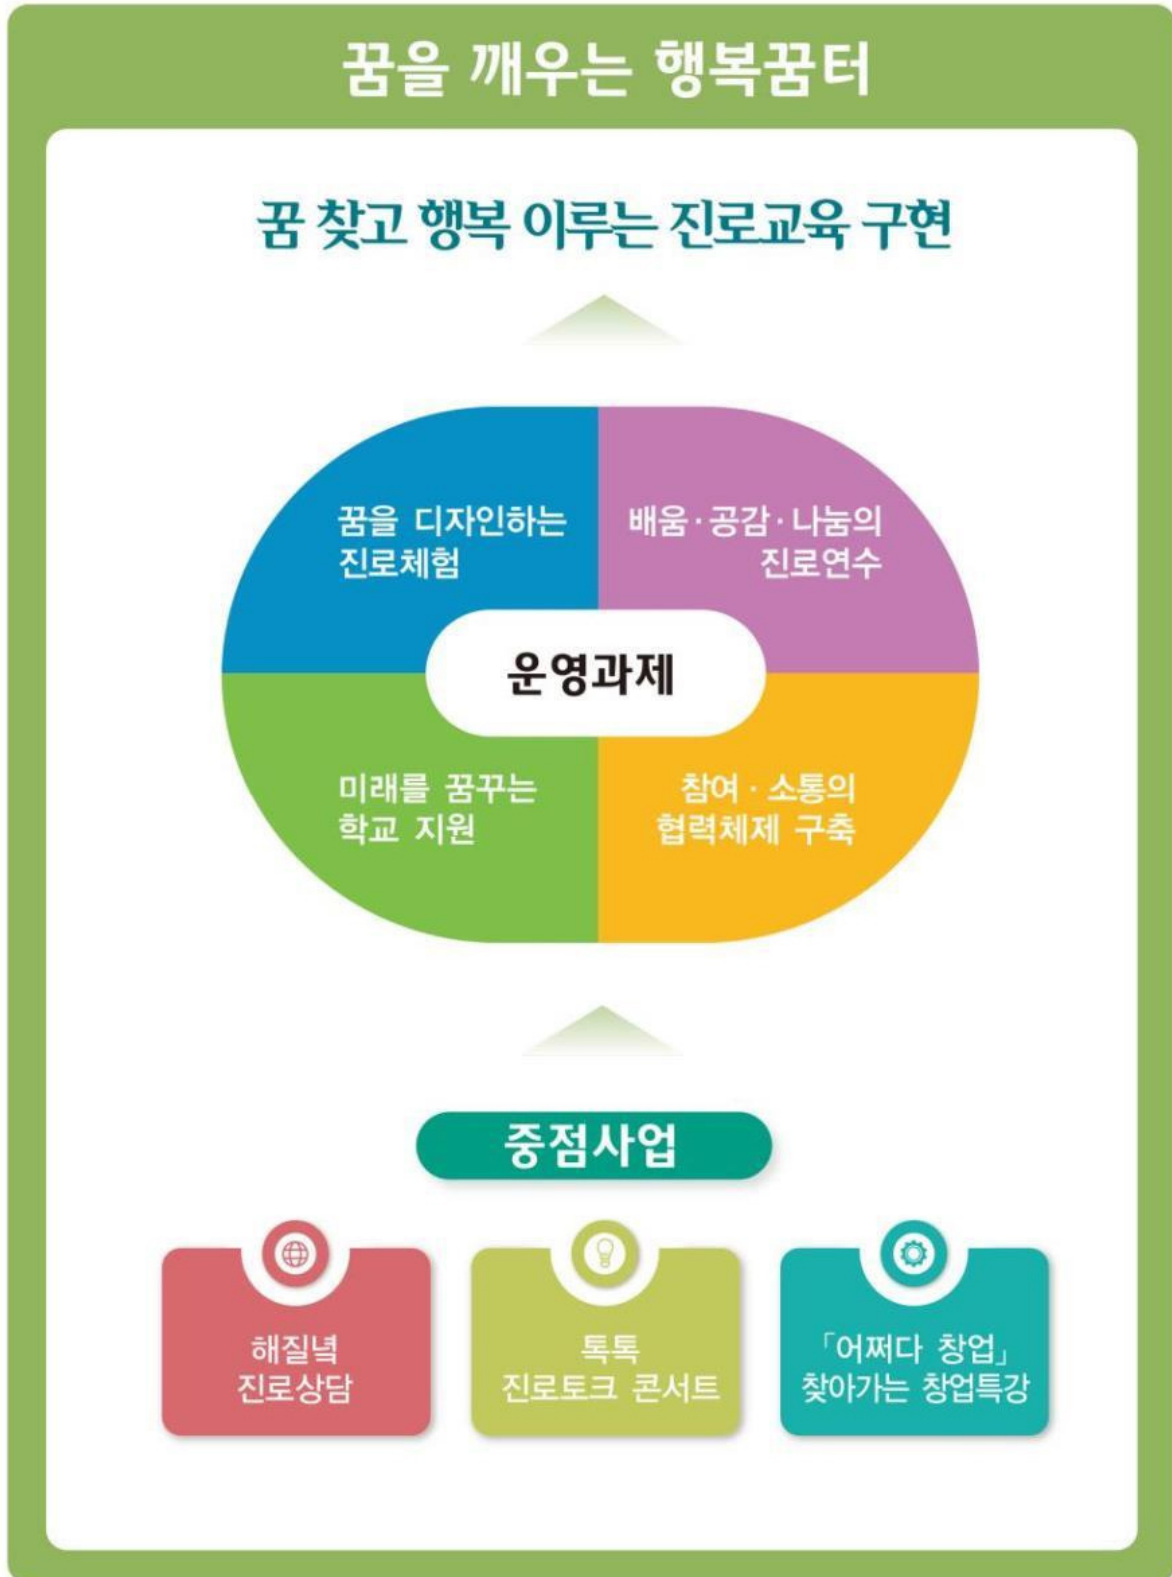 꿈을 깨우는 행복꿈터
꿈 찾고 행복 이루는 진로교육 구현
꿈을 디자인하는
진로체험
배움·공감·나눔의
진로연수
운영과제
미래를 꿈꾸는
학교 지원
참여·소통의
협력체제 구축
중점사업
해질녘
진로상담
톡톡
진로토크 콘서트
「어쩌다 창업」
찾아가는 창업특강